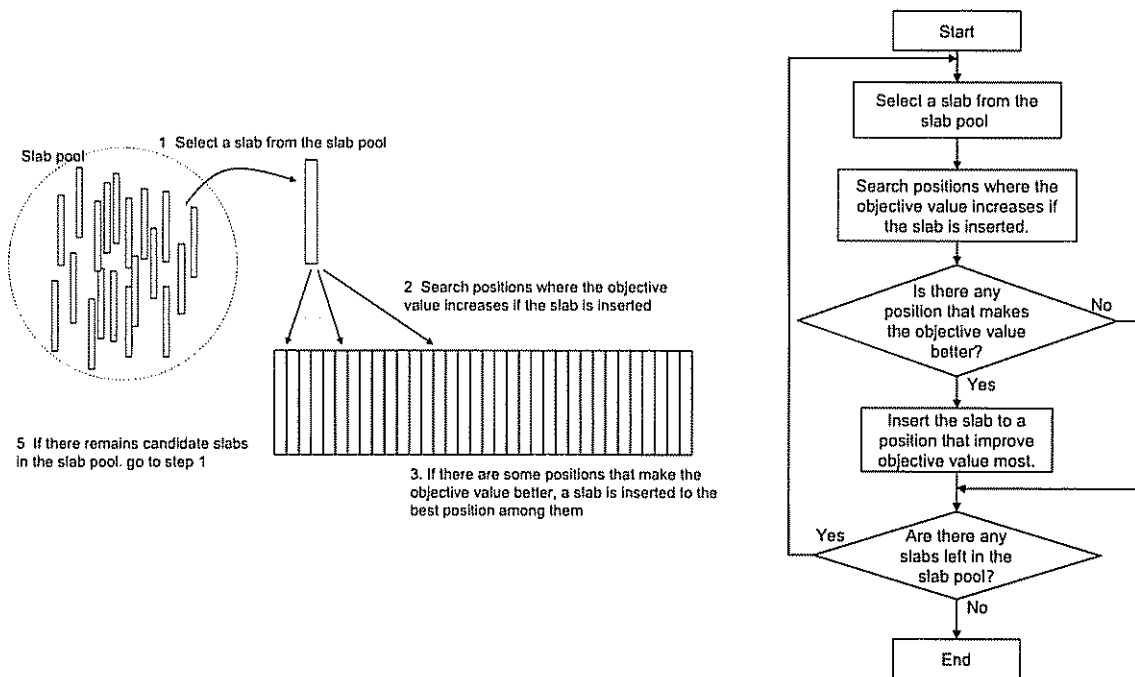 1 Select a slab from the slab pool
Slab pool
2 Search positions where the objective
value increases if the slab is inserted
5 If there remains candidate slabs
in the slab pool. go to step 1
3. If there are some positions that make the
objective value better, a slab is inserted to the
best position among them
Start
Select a slab from the
slab pool
Search positions where the
objective value increases if
the slab is inserted.
Is there any
position that makes
the objective value
better?
No
Yes
Insert the slab to a
position that improve
objective value most.
Yes
Are there any
slabs left in the
slab pool?
No
End